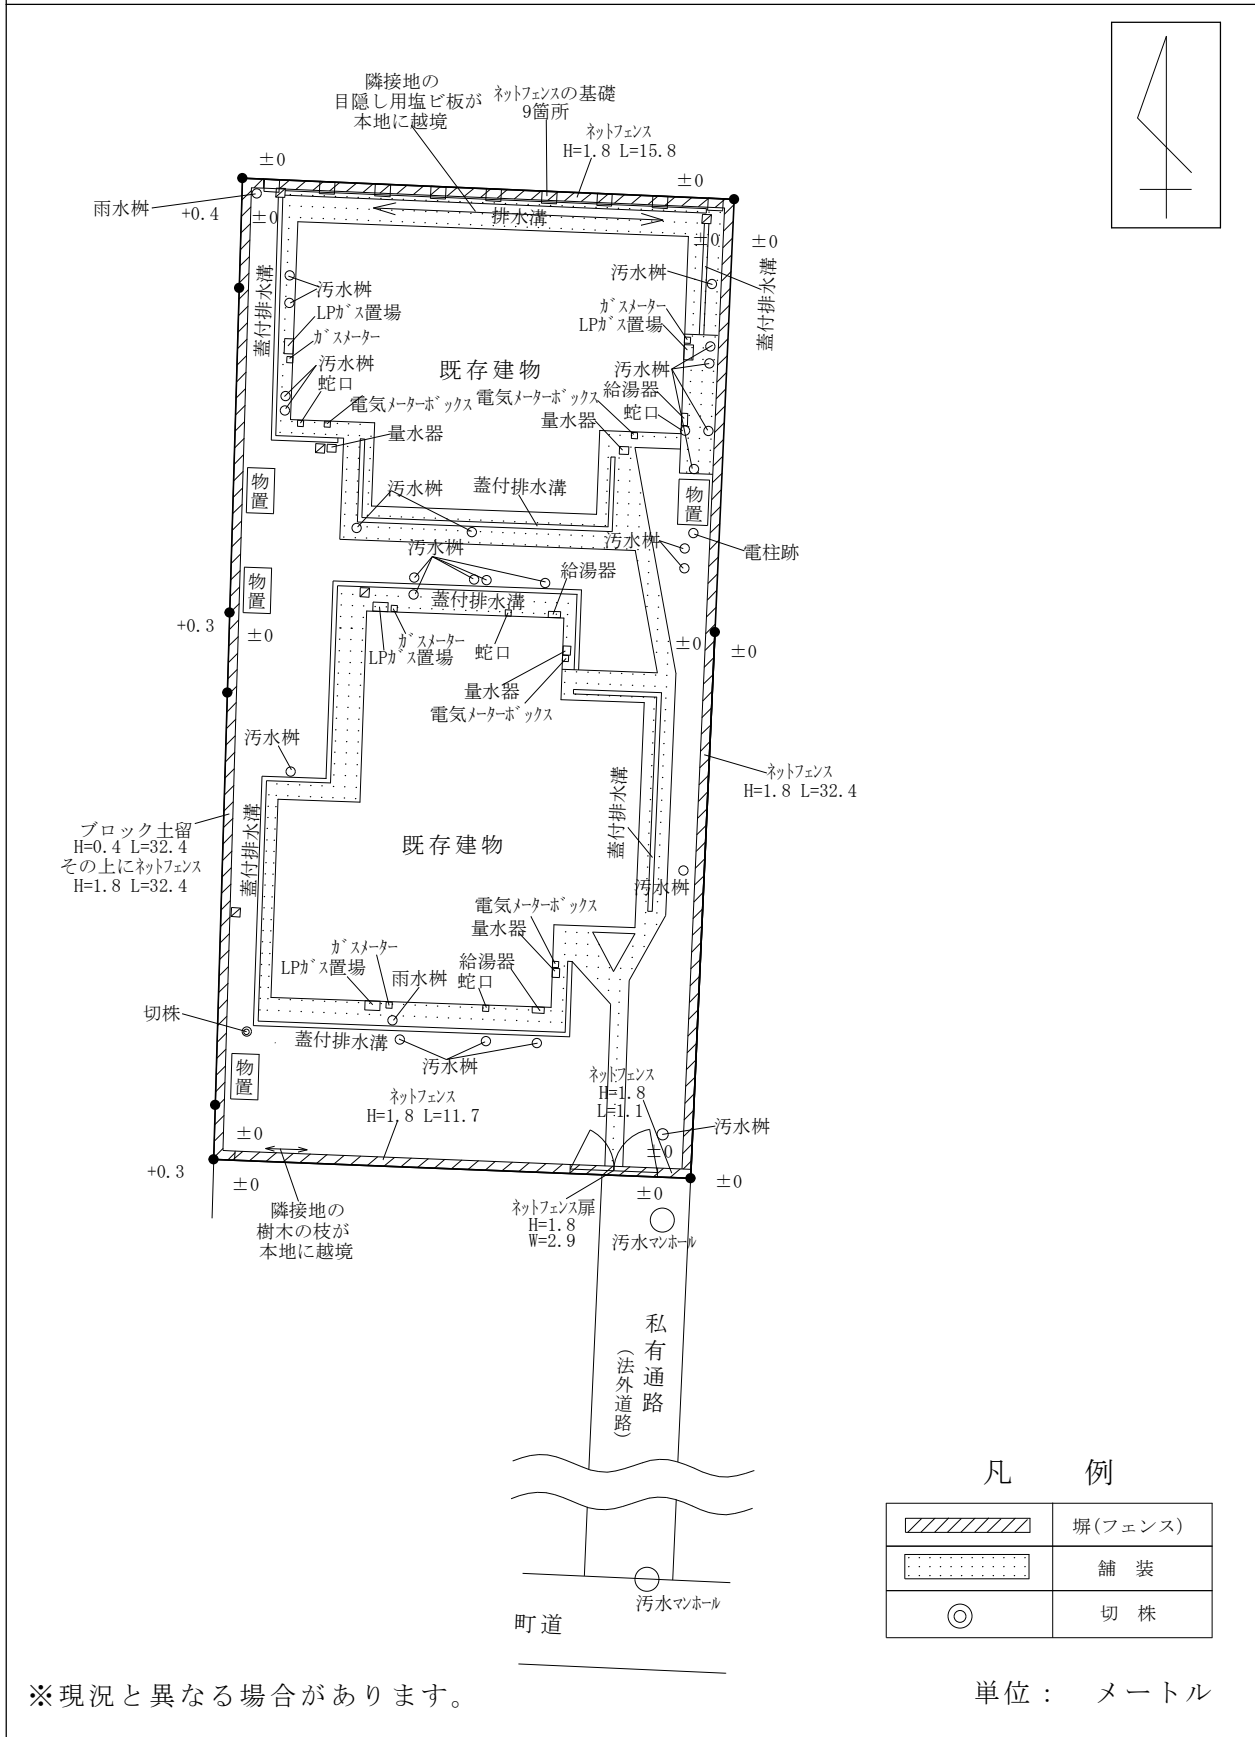 隣接地の
目隠し用塩ビ板が
本地に越境
ネットフェンスの基礎
9箇所
ネットフェンス
H=1.8 L=15.8
±0
±0
雨水桝
+0.4
±0
排水溝
±0
±0
蓋付排水溝
汚水桝
LPガス置場
ガスメーター
汚水桝
蛇口
電気メーターボックス
量水器
既存建物
汚水桝
ガスメーター
LPガス置場
汚水桝
給湯器
蛇口
電気メーターボックス
量水器
蓋付排水溝
物置
汚水桝
蓋付排水溝
物置
汚水桝
電柱跡
汚水桝
給湯器
物置
蓋付排水溝
+0.3
±0
ガスメーター
LPガス置場
蛇口
量水器
電気メーターボックス
±0
±0
汚水桝
ネットフェンス
H=1.8 L=32.4
ブロック土留
H=0.4 L=32.4
その上にネットフェンス
H=1.8 L=32.4
蓋付排水溝
既存建物
蓋付排水溝
汚水桝
電気メーターボックス
量水器
ガスメーター
LPガス置場
雨水桝
給湯器
蛇口
切株
蓋付排水溝
汚水桝
物置
ネットフェンス
H=1.8 L=11.7
ネットフェンス
H=1.8
L=1.1
汚水桝
±0
±0
+0.3
±0
±0
±0
隣接地の
樹木の枝が
本地に越境
ネットフェンス扉
H=1.8
W=2.9
汚水マンホール
私有通路
(法外道路)
汚水マンホール
町道
凡 例
塀(フェンス)
舗 装
切 株
※現況と異なる場合があります。
単位： メートル